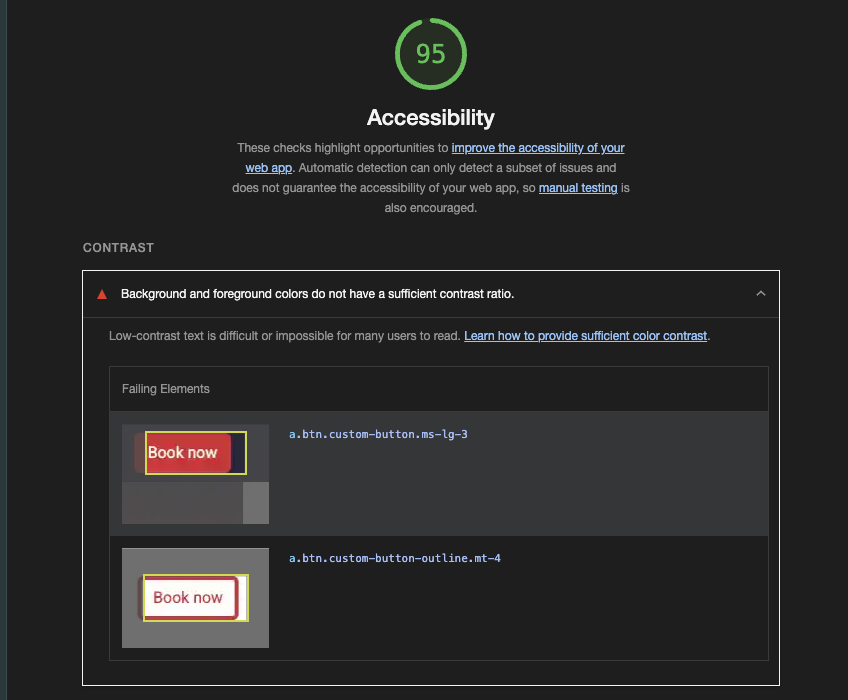 95
Accessibility
These checks highlight opportunities to improve the accessibility of your
web app. Automatic detection can only detect a subset of issues and
does not guarantee the accessibility of your web app, so manual testing is
also encouraged.
CONTRAST
Background and foreground colors do not have a sufficient contrast ratio.
Low-contrast text is difficult or impossible for many users to read. Learn how to provide sufficient color contrast.
Failing Elements
Book now
a.btn.custom-button.ms-lg-3
Book now
a.btn.custom-button-outline.mt-4